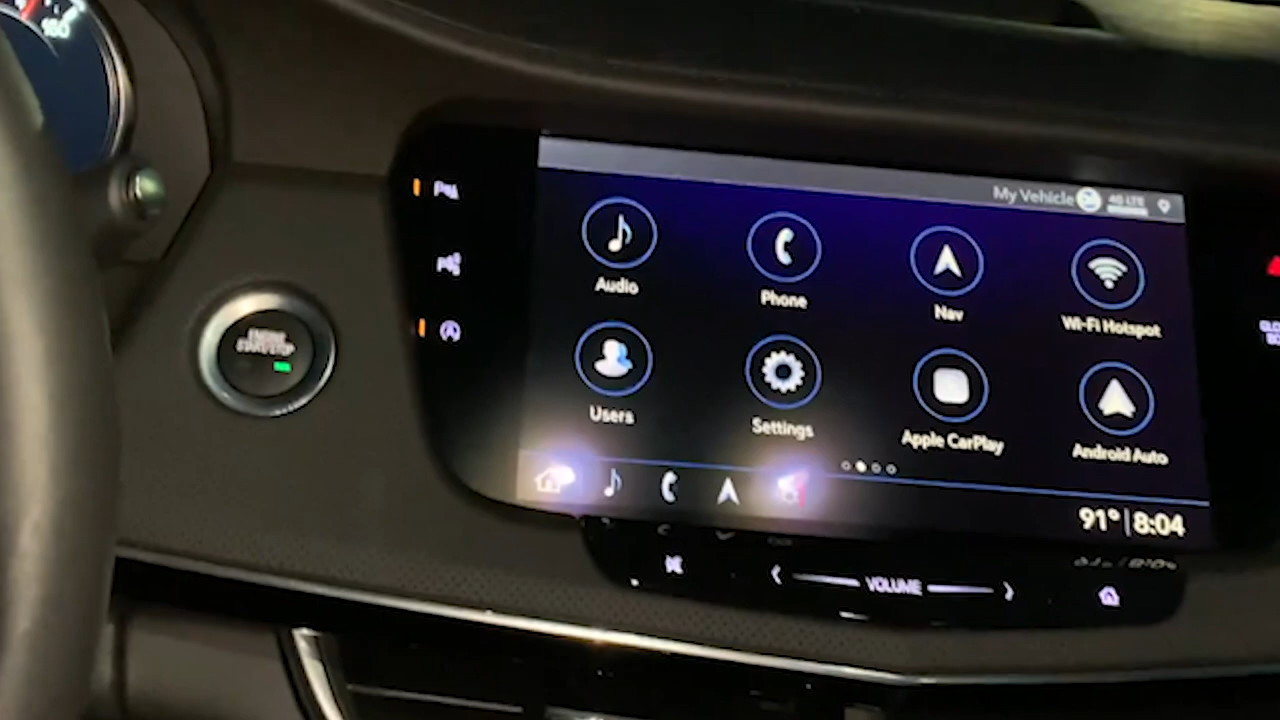 160
My Vehicle
4G LTE
Audio
Phone
Nav
Wi-Fi Hotspot
ENGINE
START/STOP
Users
Settings
Apple CarPlay
Android Auto
91° 8:04
VOLUME